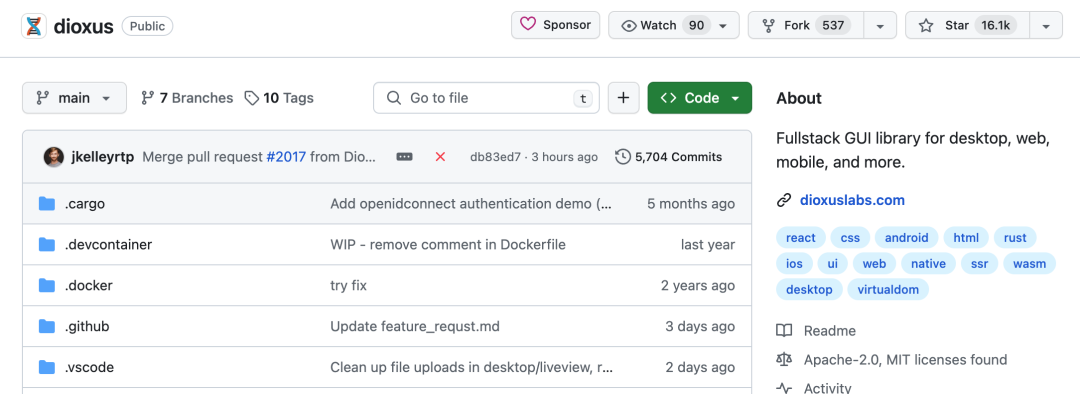 dioxus Public Sponsor Watch 90 Fork 537 Star 16.1k
main 7 Branches 10 Tags Go to file t + Code
jkelleyrtp Merge pull request #2017 from Dio... db83ed7 · 3 hours ago 5,704 Commits
.cargo Add openidconnect authentication demo (... 5 months ago
.devcontainer WIP - remove comment in Dockerfile last year
.docker try fix 2 years ago
.github Update feature_requst.md 3 days ago
.vscode Clean up file uploads in desktop/liveview, r... 2 days ago
About
Fullstack GUI library for desktop, web,
mobile, and more.
dioxuslabs.com
react css android html rust
ios ui web native ssr wasm
desktop virtualdom
Readme
Apache-2.0, MIT licenses found
Activity